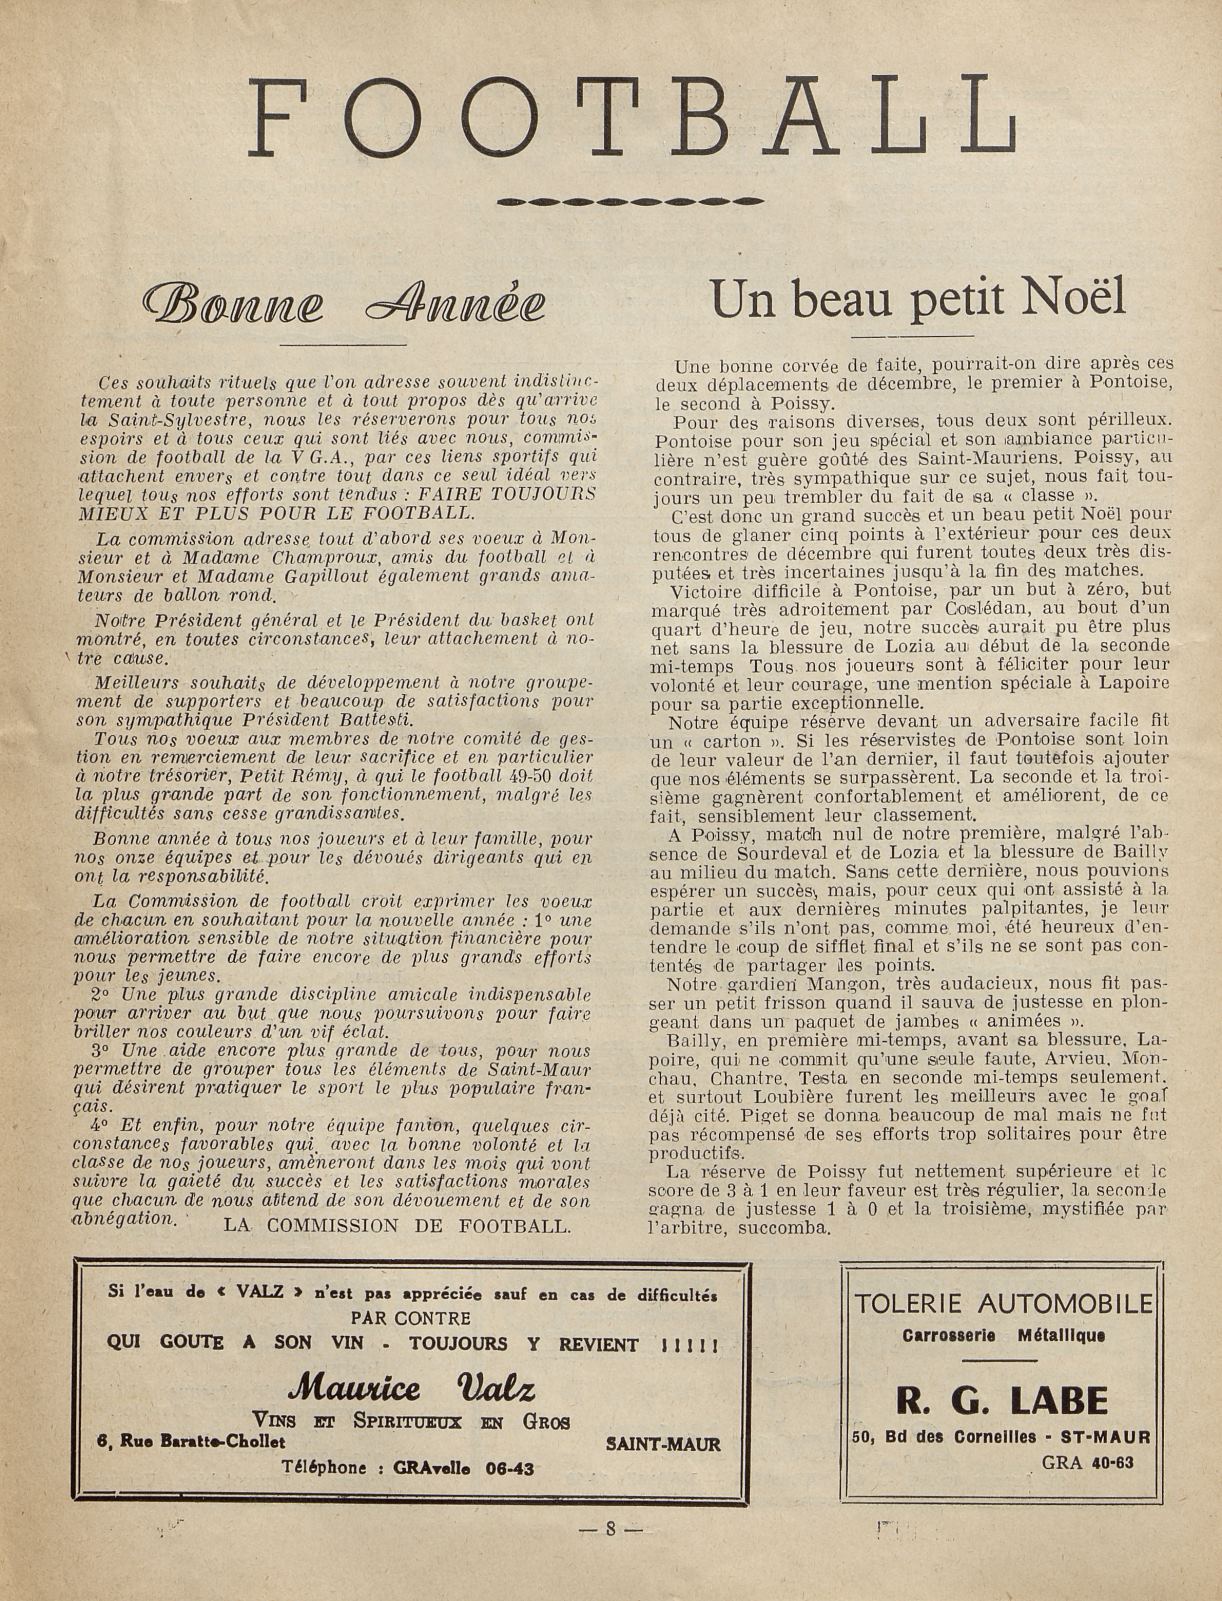 FOOTBALL
Bonne Année
Ces souhaits rituels que l'on adresse souvent indistinc-
tement à toute personne et à tout propos dès qu'arrive
la Saint-Sylvestre, nous les réserverons pour tous nos
espoirs et à tous ceux qui sont liés avec nous, commis-
sion de football de la V G.A., par ces liens sportifs qui
attachent envers et contre tout dans ce seul idéal vers
lequel tous nos efforts sont tendus : FAIRE TOUJOURS
MIEUX ET PLUS POUR LE FOOTBALL.
La commission adresse tout d'abord ses voeux à Mon-
sieur et à Madame Champroux, amis du football et à
Monsieur et Madame Gapillout également grands ama-
teurs de ballon rond.
Notre Président général et le Président du basket ont
montré, en toutes circonstances, leur attachement à no-
tre cause.
Meilleurs souhaits de développement à notre groupe-
ment de supporters et beaucoup de satisfactions pour
son sympathique Président Battesti.
Tous nos voeux aux membres de notre comité de ges-
tion en remerciement de leur sacrifice et en particulier
à notre trésorier, Petit Rémy, à qui le football 49-50 doit
la plus grande part de son fonctionnement, malgré les
difficultés sans cesse grandissantes.
Bonne année à tous nos joueurs et à leur famille, pour
nos onze équipes et pour les dévoués dirigeants qui en
ont la responsabilité.
La Commission de football croit exprimer les voeux
de chacun en souhaitant pour la nouvelle année : 1° une
amélioration sensible de notre situation financière pour
nous permettre de faire encore de plus grands efforts
pour les jeunes.
2° Une plus grande discipline amicale indispensable
pour arriver au but que nous poursuivons pour faire
briller nos couleurs d'un vif éclat.
3° Une aide encore plus grande de tous, pour nous
permettre de grouper tous les éléments de Saint-Maur
qui désirent pratiquer le sport le plus populaire fran-
çais.
4° Et enfin, pour notre équipe fanion, quelques cir-
constances favorables qui, avec la bonne volonté et la
classe de nos joueurs, amèneront dans les mois qui vont
suivre la gaieté du succès et les satisfactions morales
que chacun de nous attend de son dévouement et de son
abnégation.
LA COMMISSION DE FOOTBALL.
Un beau petit Noël
Une bonne corvée de faite, pourrait-on dire après ces
deux déplacements de décembre, le premier à Pontoise,
le second à Poissy.
Pour des raisons diverses, tous deux sont périlleux.
Pontoise pour son jeu spécial et son ambiance particu-
lière n'est guère goûté des Saint-Mauriens. Poissy, au
contraire, très sympathique sur ce sujet, nous fait tou-
jours un peu trembler du fait de sa « classe ».
C'est donc un grand succès et un beau petit Noël pour
tous de glaner cinq points à l'extérieur pour ces deux
rencontres de décembre qui furent toutes deux très dis-
putées et très incertaines jusqu'à la fin des matches.
Victoire difficile à Pontoise, par un but à zéro, but
marqué très adroitement par Coslédan, au bout d'un
quart d'heure de jeu, notre succès aurait pu être plus
net sans la blessure de Lozia au début de la seconde
mi-temps Tous nos joueurs sont à féliciter pour leur
volonté et leur courage, une mention spéciale à Lapoire
pour sa partie exceptionnelle.
Notre équipe réserve devant un adversaire facile fit
un « carton ». Si les réservistes de Pontoise sont loin
de leur valeur de l'an dernier, il faut toutefois ajouter
que nos éléments se surpassèrent. La seconde et la troi-
sième gagnèrent confortablement et améliorent, de ce
fait, sensiblement leur classement.
A Poissy, match nul de notre première, malgré l'ab-
sence de Sourdeval et de Lozia et la blessure de Bailly
au milieu du match. Sans cette dernière, nous pouvions
espérer un succès, mais, pour ceux qui ont assisté à la
partie et aux dernières minutes palpitantes, je leur
demande s'ils n'ont pas, comme moi, été heureux d'en-
tendre le coup de sifflet final et s'ils ne se sont pas con-
tentés de partager les points.
Notre gardien Mangon, très audacieux, nous fit pas-
ser un petit frisson quand il sauva de justesse en plon-
geant dans un paquet de jambes « animées ».
Bailly, en première mi-temps, avant sa blessure, La-
poire, qui ne commit qu'une seule faute, Arvieu, Mon-
chau, Chantre, Testa en seconde mi-temps seulement,
et surtout Loubière furent les meilleurs avec le goal
déjà cité. Piget se donna beaucoup de mal mais ne fut
pas récompensé de ses efforts trop solitaires pour être
productifs.
La réserve de Poissy fut nettement supérieure et le
score de 3 à 1 en leur faveur est très régulier, la seconde
gagna de justesse 1 à 0 et la troisième, mystifiée par
l'arbitre, succomba.
Si l'eau de « VALZ » n'est pas appréciée sauf en cas de difficultés
PAR CONTRE
QUI GOUTE A SON VIN - TOUJOURS Y REVIENT !!!!!
Maurice Valz
VINS ET SPIRITUEUX EN GROS
6, Rue Baratte-Chollet SAINT-MAUR
Téléphone : GRAvelle 06-43
TOLERIE AUTOMOBILE
Carrosserie Métallique
R. G. LABE
50, Bd des Corneilles - ST-MAUR
GRA 40-63
— 8 —